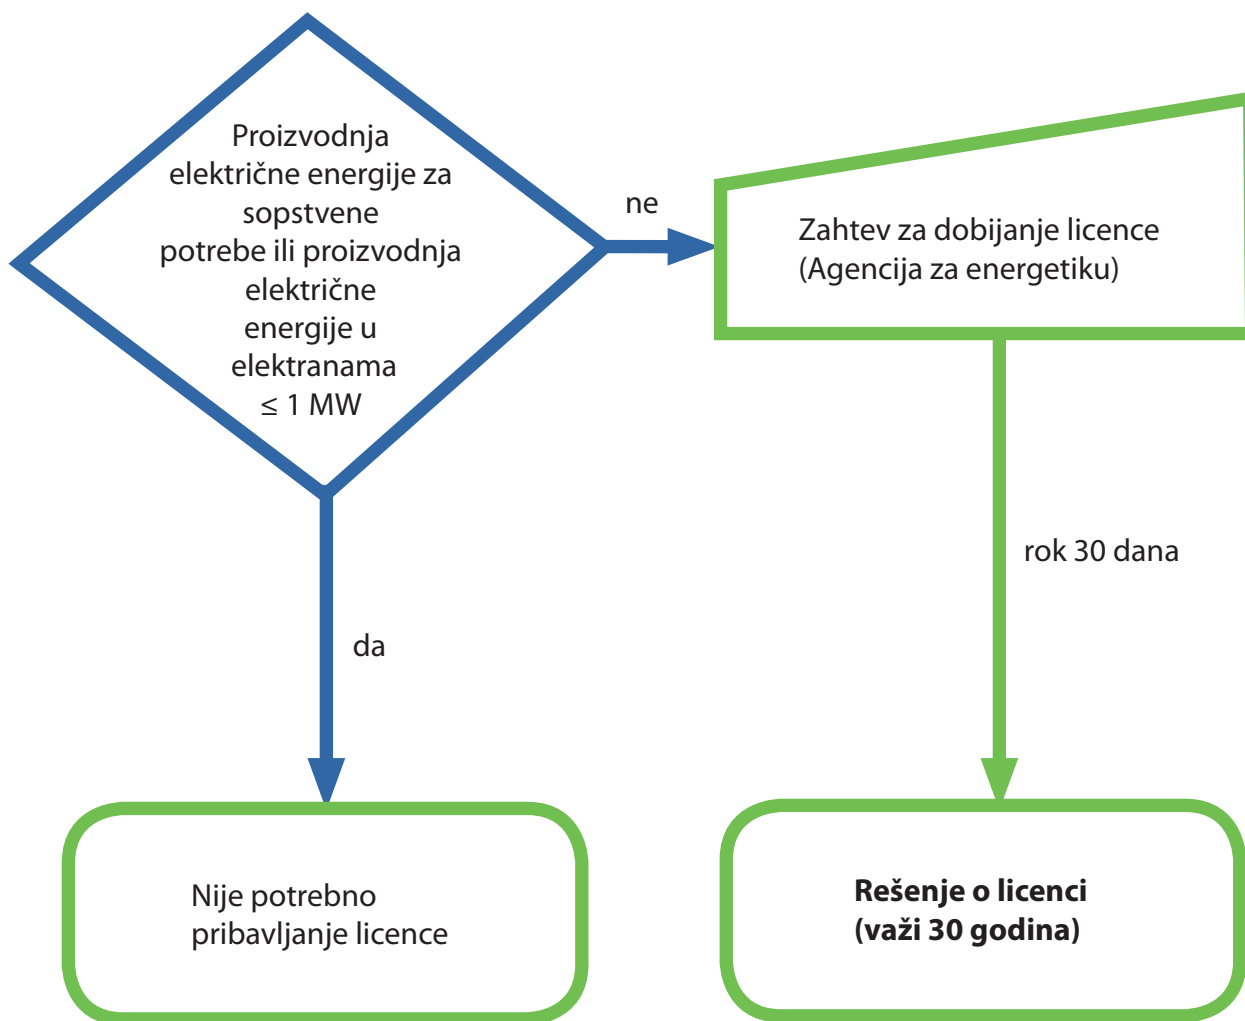 Proizvodnja
električne energije za
sopstvene
potrebe ili proizvodnja
električne
energije u
elektranama
≤ 1 MW
ne
Zahtev za dobijanje licence
(Agencija za energetiku)
rok 30 dana
da
Nije potrebno
pribavljanje licence
Rešenje o licenci
(važi 30 godina)